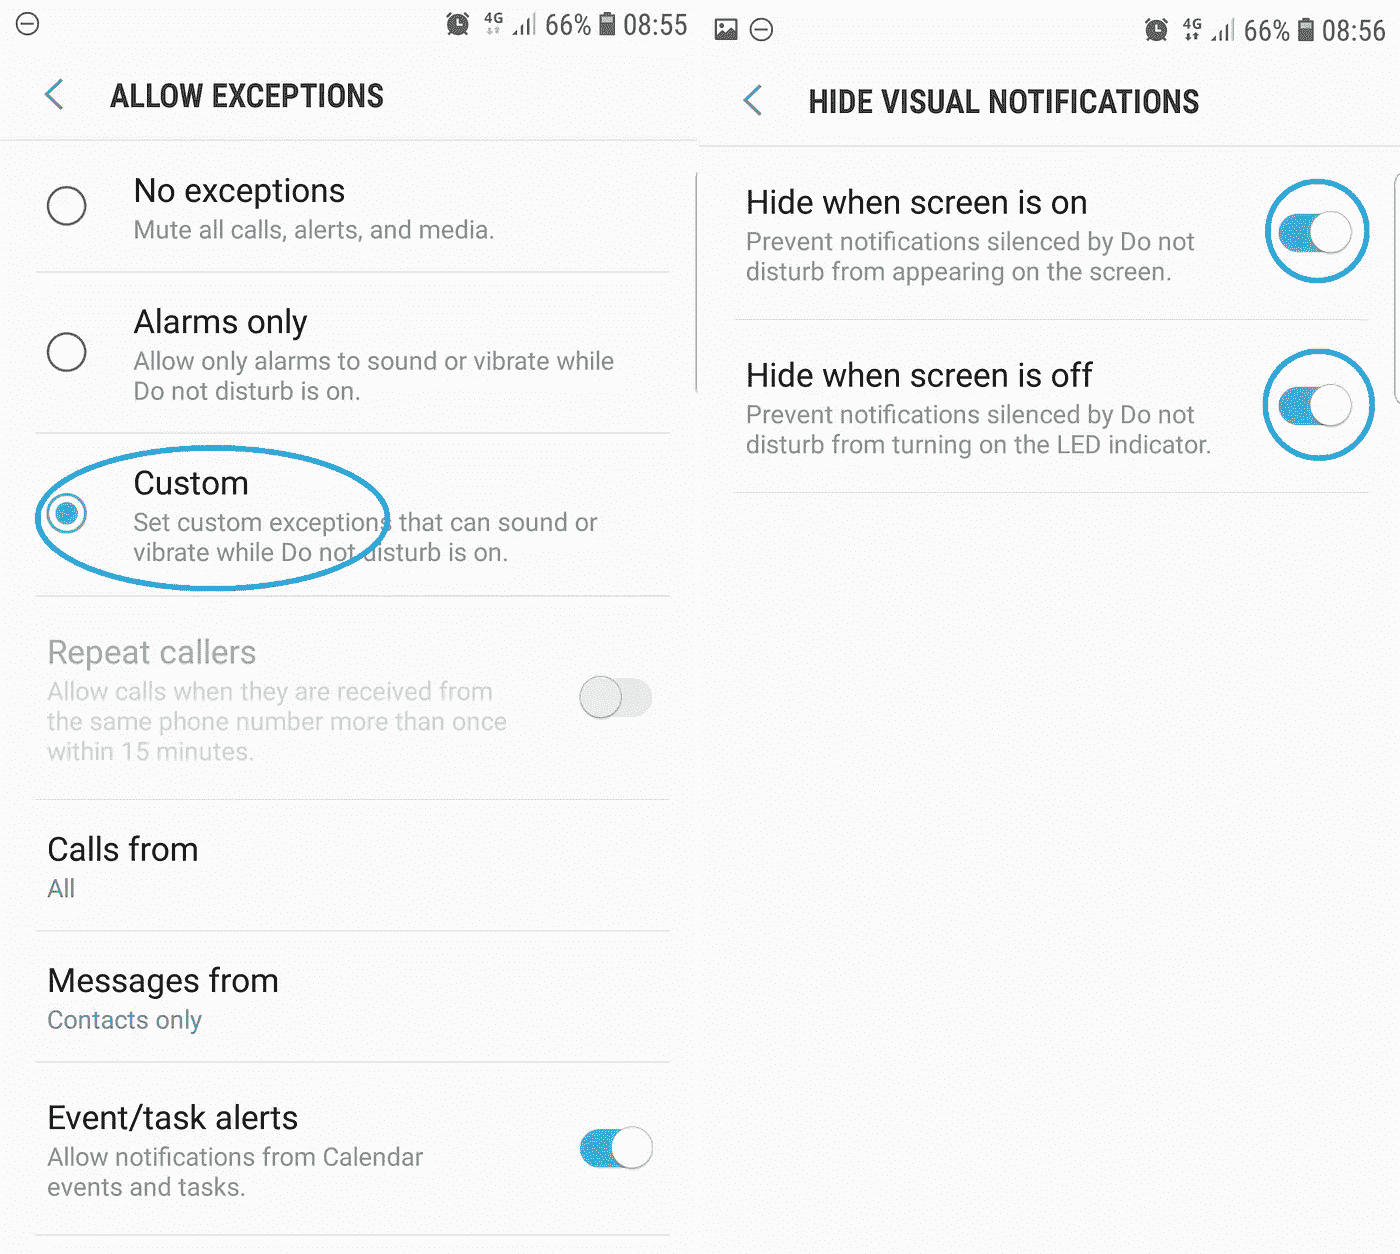 4G 66% 08:55
ALLOW EXCEPTIONS
No exceptions
Mute all calls, alerts, and media.
Alarms only
Allow only alarms to sound or vibrate while
Do not disturb is on.
Custom
Set custom exceptions that can sound or
vibrate while Do not disturb is on.
Repeat callers
Allow calls when they are received from
the same phone number more than once
within 15 minutes.
Calls from
All
Messages from
Contacts only
Event/task alerts
Allow notifications from Calendar
events and tasks.
4G 66% 08:56
HIDE VISUAL NOTIFICATIONS
Hide when screen is on
Prevent notifications silenced by Do not
disturb from appearing on the screen.
Hide when screen is off
Prevent notifications silenced by Do not
disturb from turning on the LED indicator.